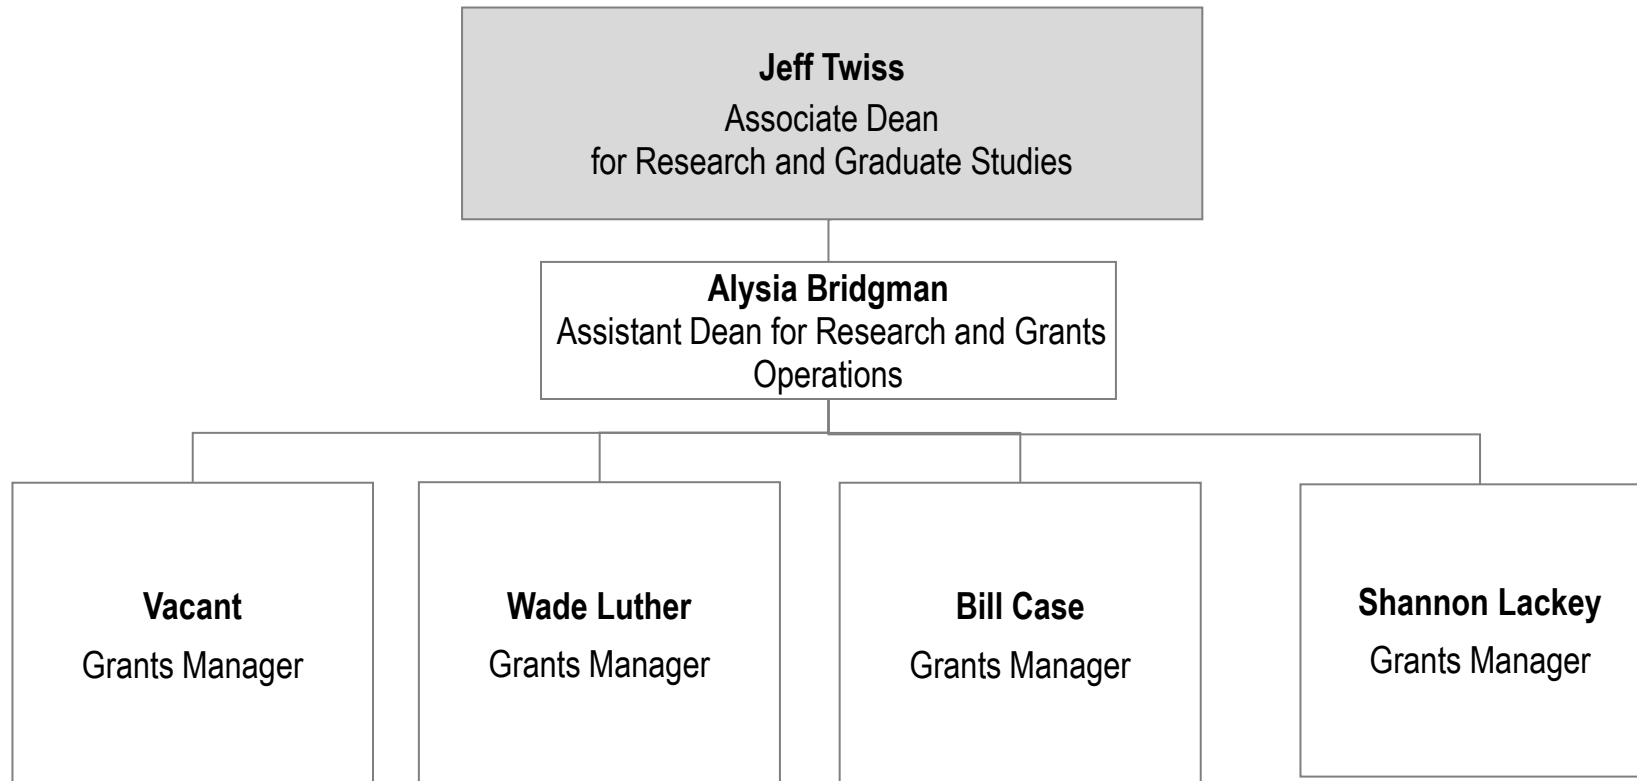 Jeff Twiss
Associate Dean
for Research and Graduate Studies
Alysia Bridgman
Assistant Dean for Research and Grants
Operations
Vacant
Grants Manager
Wade Luther
Grants Manager
Bill Case
Grants Manager
Shannon Lackey
Grants Manager